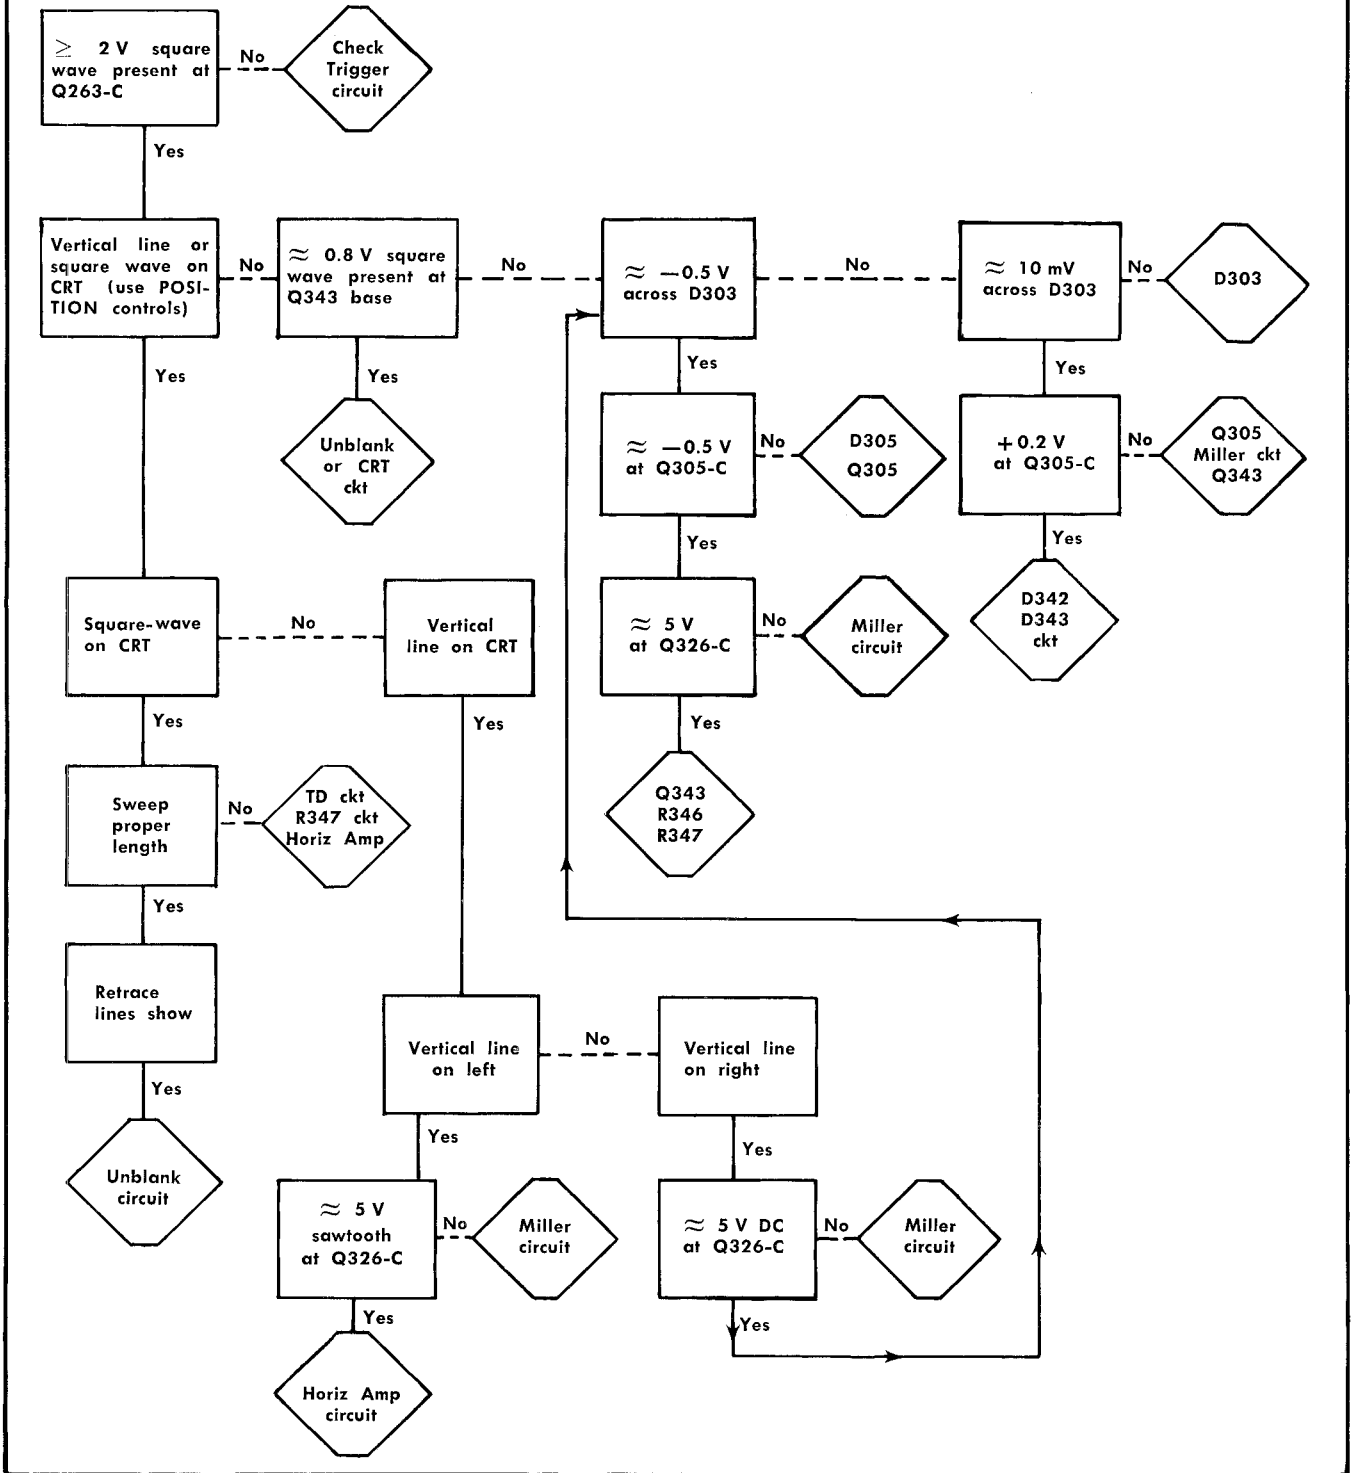 ≥ 2 V square
wave present at
Q263-C
No
Check
Trigger
circuit
Yes
Vertical line or
square wave on
CRT (use POSI-
TION controls)
No
≈ 0.8 V square
wave present at
Q343 base
No
≈ —0.5 V
across D303
No
≈ 10 mV
across D303
No
D303
Yes
Yes
Yes
Yes
Unblank
or CRT
ckt
≈ —0.5 V
at Q305-C
No
D305
Q305
+0.2 V
at Q305-C
No
Q305
Miller ckt
Q343
Yes
Yes
Square-wave
on CRT
No
Vertical
line on CRT
≈ 5 V
at Q326-C
No
Miller
circuit
D342
D343
ckt
Yes
Yes
Yes
Sweep
proper
length
No
TD ckt
R347 ckt
Horiz Amp
Q343
R346
R347
Yes
Retrace
lines show
Vertical line
on left
No
Vertical line
on right
Yes
Yes
Yes
Unblank
circuit
≈ 5 V
sawtooth
at Q326-C
No
Miller
circuit
≈ 5 V DC
at Q326-C
No
Miller
circuit
Yes
Yes
Horiz Amp
circuit